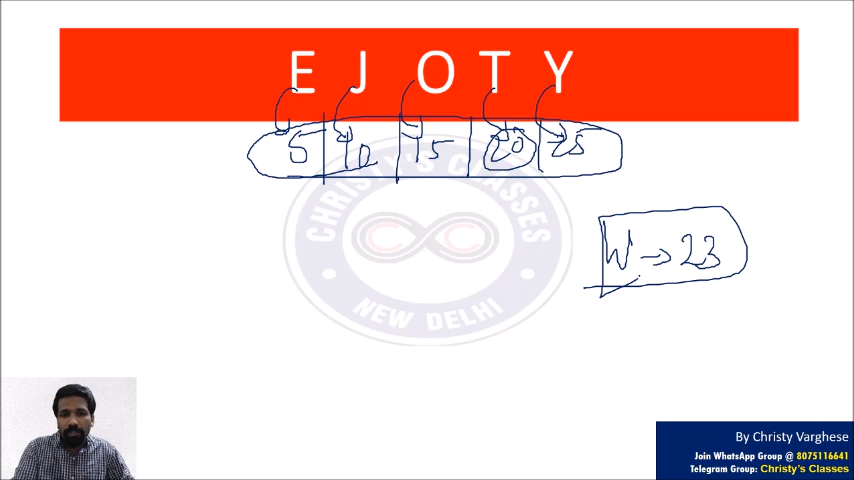 E J O T Y
5 10 15 20 25
W → 23
CHRISTY'S CLASSES
NEW DELHI
By Christy Varghese
Join WhatsApp Group @ 8075116641
Telegram Group: Christy's Classes